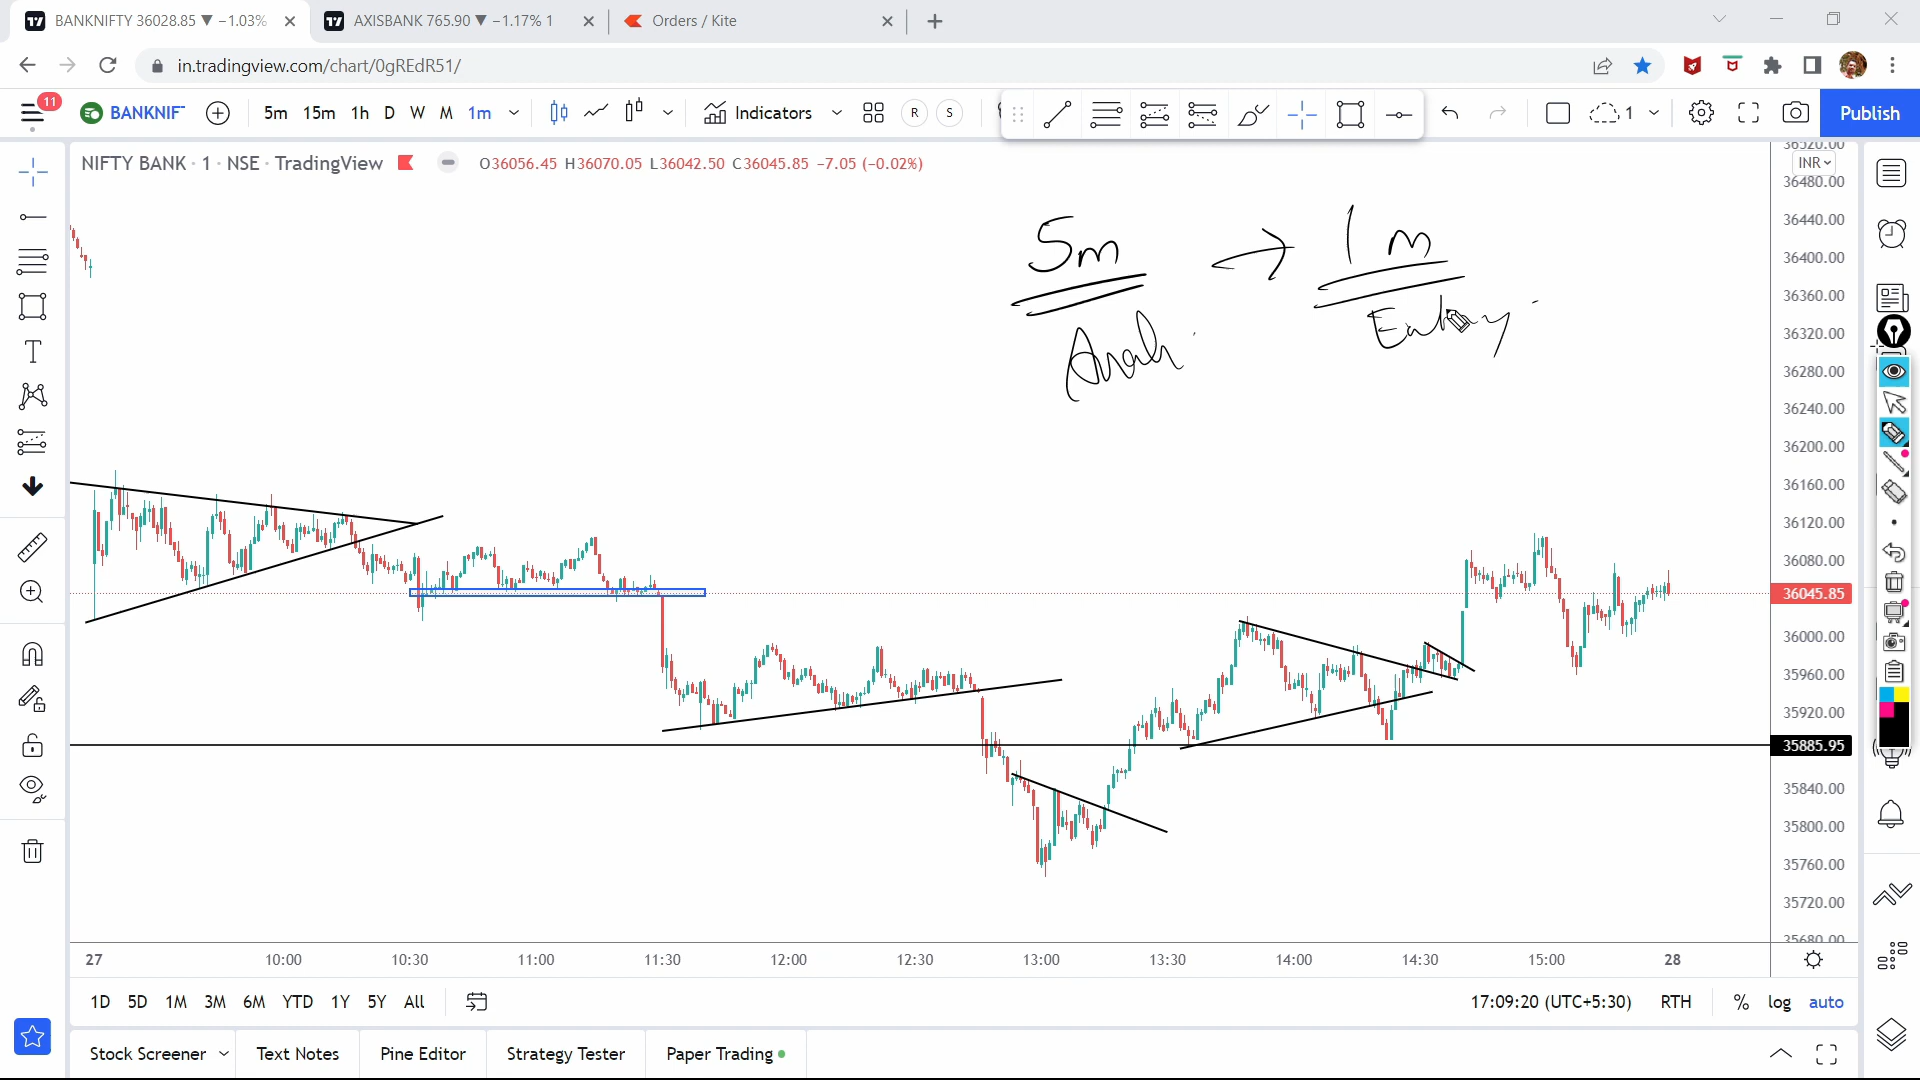 BANKNIFTY 36028.85 ▼ −1.03%
AXISBANK 765.90 ▼ −1.17% 1
Orders / Kite
in.tradingview.com/chart/0gREdR51/
11
BANKNIF
5m 15m 1h D W M 1m
Indicators
R
S
1
Publish
NIFTY BANK · 1 · NSE · TradingView
O36056.45 H36070.05 L36042.50 C36045.85 −7.05 (−0.02%)
INR
5m
1m
Entry
36520.00
36480.00
36440.00
36400.00
36360.00
36320.00
36280.00
36240.00
36200.00
36160.00
36120.00
36080.00
36045.85
36000.00
35960.00
35920.00
35885.95
35840.00
35800.00
35760.00
35720.00
35680.00
27 10:00 10:30 11:00 11:30 12:00 12:30 13:00 13:30 14:00 14:30 15:00 28
1D 5D 1M 3M 6M YTD 1Y 5Y All
17:09:20 (UTC+5:30) RTH % log auto
Stock Screener
Text Notes
Pine Editor
Strategy Tester
Paper Trading